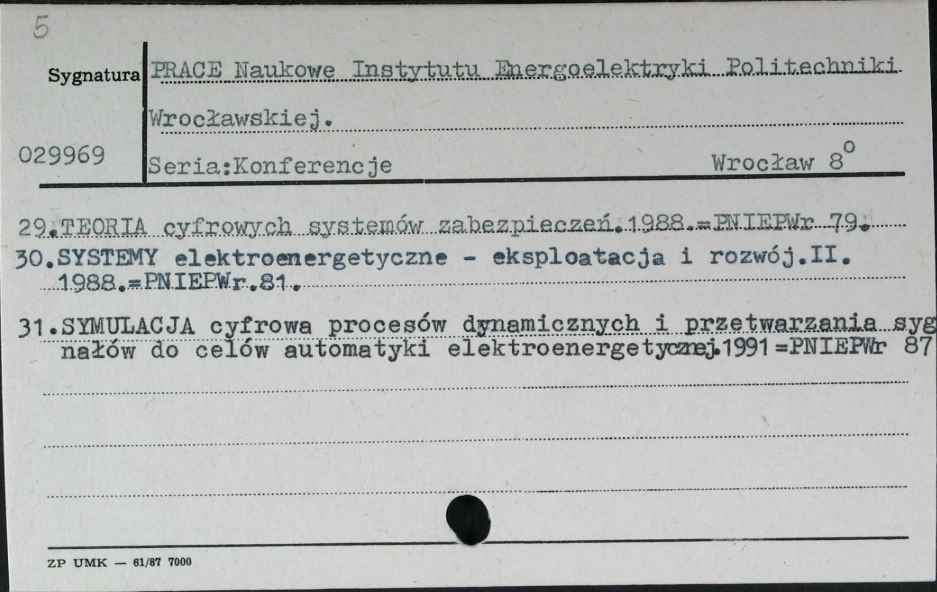 5
Sygnatura PRACE Naukowe Instytutu Energoelektryki Politechniki
Wrocławskiej.
029969 Seria:Konferencje Wrocław 8o
29.TEORIA cyfrowych systemów zabezpieczeń.1988.=PNIEPWr 79.
30.SYSTEMY elektroenergetyczne - eksploatacja i rozwój.II.
1988.=PNIEPWr.81.
31.SYMULACJA cyfrowa procesów dynamicznych i przetwarzania syg
nałów do celów automatyki elektroenergetycznej.1991=PNIEPWr 87
ZP UMK — 61/87 7000